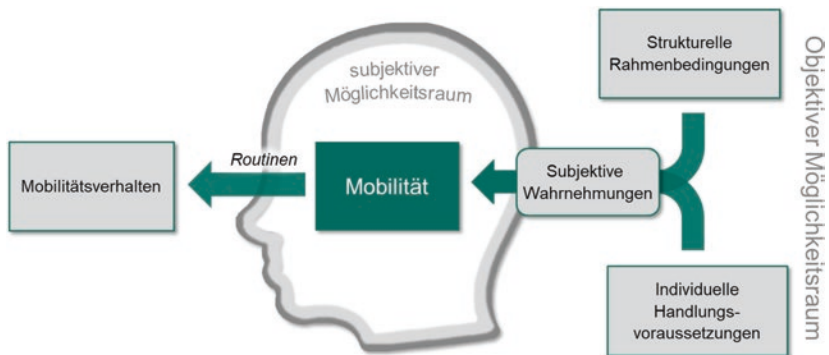 subjektiver
Möglichkeitsraum
Strukturelle
Rahmenbedingungen
Mobilitätsverhalten
Routinen
Mobilität
Subjektive
Wahrnehmungen
Individuelle
Handlungs-
voraussetzungen
Objektiver Möglichkeitsraum